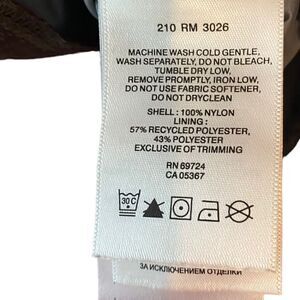 210 RM 3026
MACHINE WASH COLD GENTLE,
WASH SEPARATELY, DO NOT BLEACH,
TUMBLE DRY LOW,
REMOVE PROMPTLY, IRON LOW,
DO NOT USE FABRIC SOFTENER,
DO NOT DRYCLEAN
SHELL : 100% NYLON
LINING :
57% RECYCLED POLYESTER,
43% POLYESTER
EXCLUSIVE OF TRIMMING
RN 69724
CA 05367
30C
ЗА ИСКЛЮЧЕНИЕМ ОТДЕЛКИ